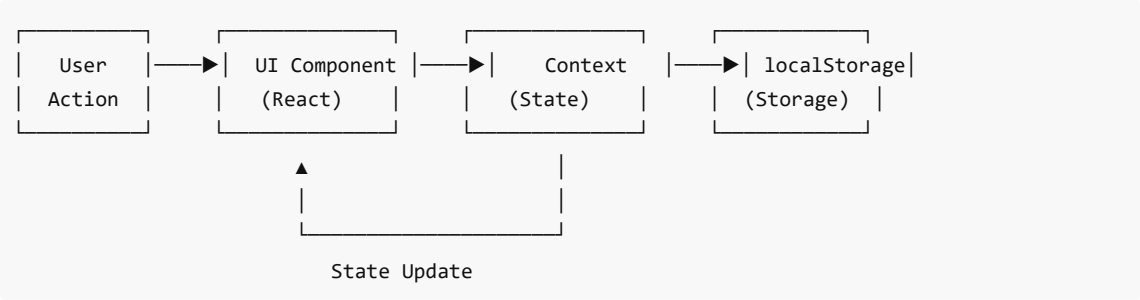 User UI Component Context localStorage
Action (React) (State) (Storage)
State Update